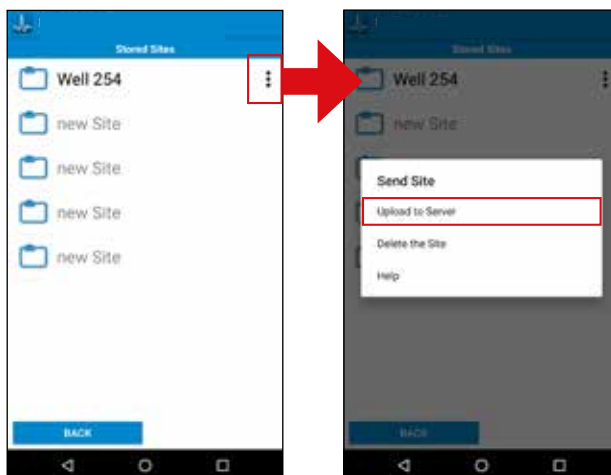 Stored Sites
Well 254
new Site
new Site
new Site
new Site
BACK
Stored Sites
Well 254
new Site
Send Site
Upload to Server
Delete the Site
Help
BACK